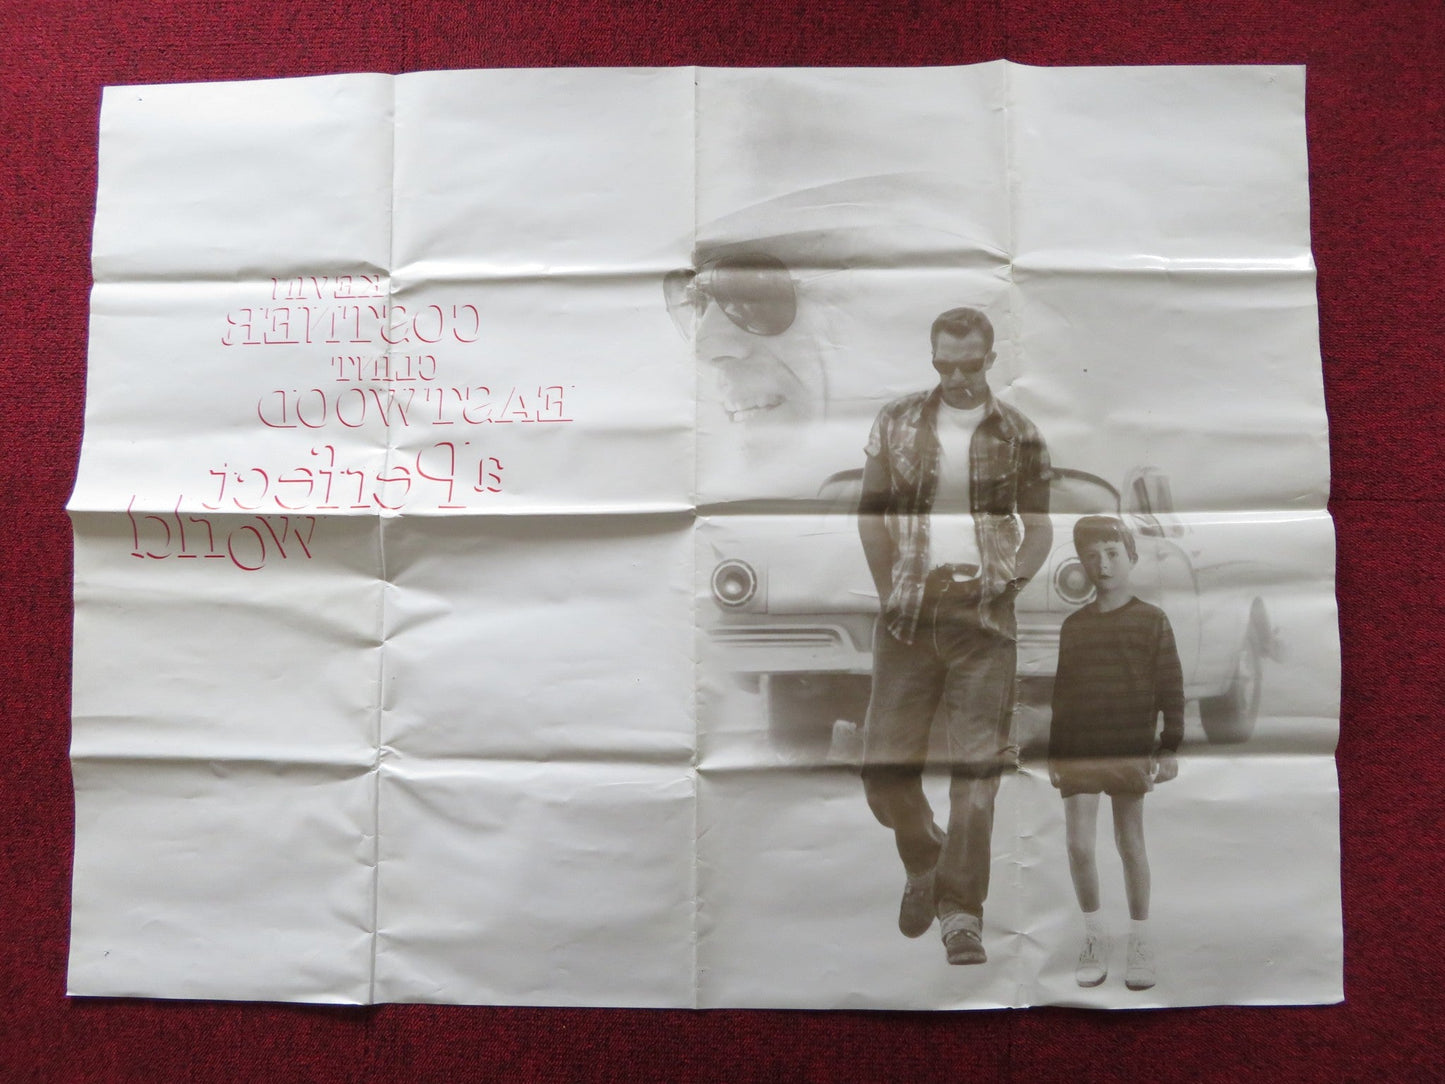 KEVIN
COSTNER
CLINT
EASTWOOD
a Perfect
World